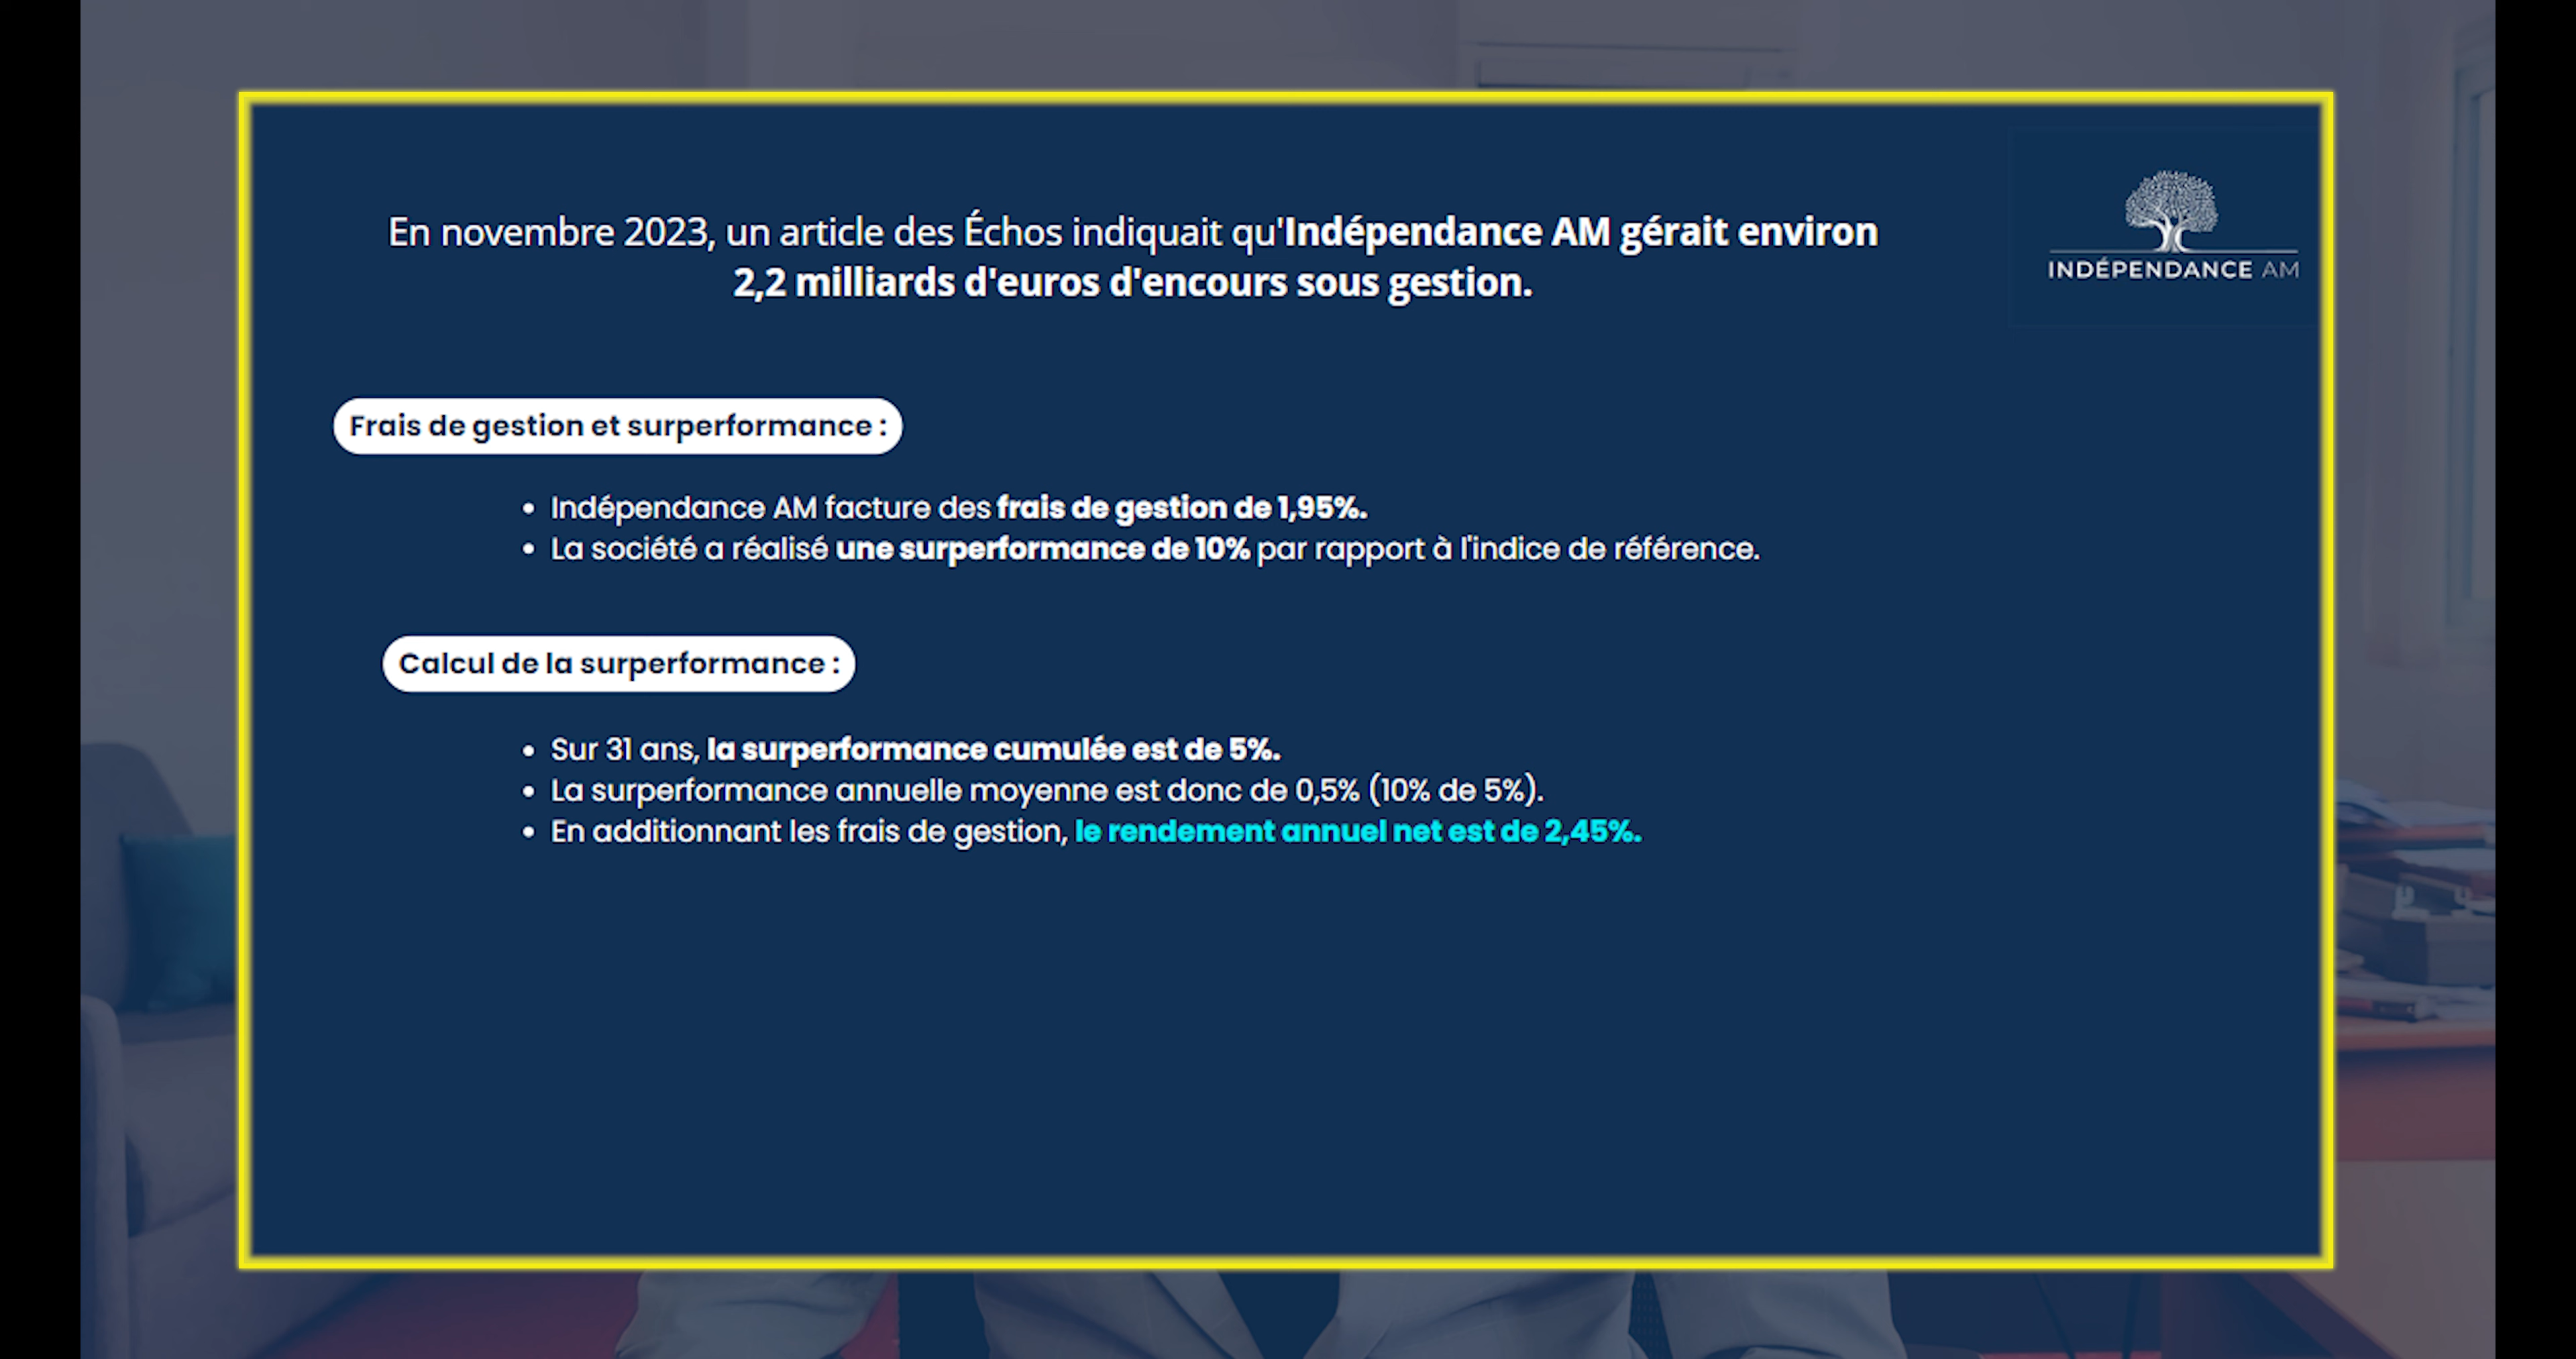 En novembre 2023, un article des Échos indiquait qu'Indépendance AM gérait environ
2,2 milliards d'euros d'encours sous gestion.
INDÉPENDANCE AM
Frais de gestion et surperformance :
• Indépendance AM facture des frais de gestion de 1,95%.
• La société a réalisé une surperformance de 10% par rapport à l'indice de référence.
Calcul de la surperformance :
• Sur 31 ans, la surperformance cumulée est de 5%.
• La surperformance annuelle moyenne est donc de 0,5% (10% de 5%).
• En additionnant les frais de gestion, le rendement annuel net est de 2,45%.